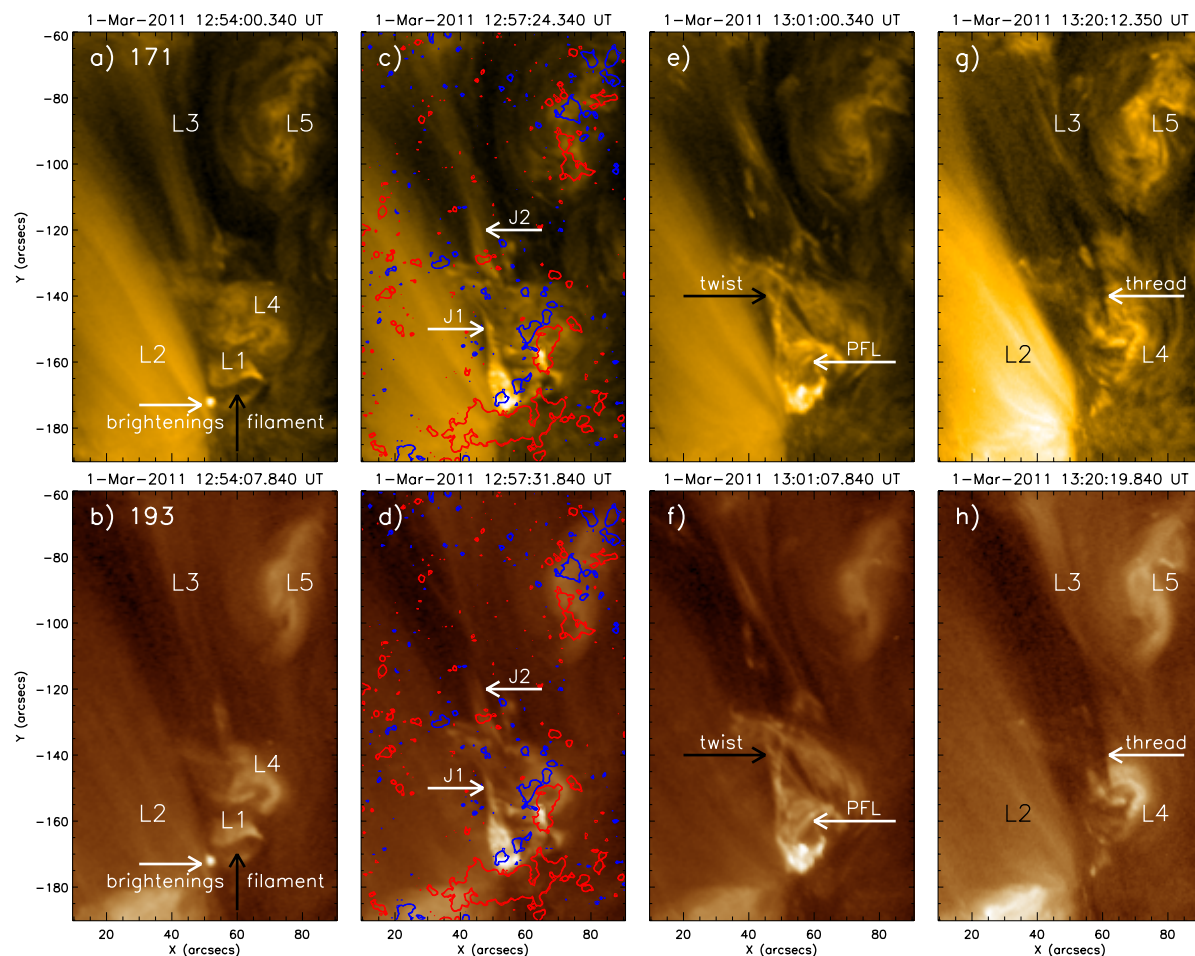 1-Mar-2011 12:54:00.340 UT
1-Mar-2011 12:57:24.340 UT
1-Mar-2011 13:01:00.340 UT
1-Mar-2011 13:20:12.350 UT
-60
-80
-100
-120
-140
-160
-180
Y (arcsecs)
a) 171
L3
L5
L4
L2
L1
brightenings
filament
c)
J2
J1
e)
twist
PFL
g)
L3
L5
thread
L2
L4
1-Mar-2011 12:54:07.840 UT
1-Mar-2011 12:57:31.840 UT
1-Mar-2011 13:01:07.840 UT
1-Mar-2011 13:20:19.840 UT
-60
-80
-100
-120
-140
-160
-180
Y (arcsecs)
b) 193
L3
L5
L4
L2
L1
brightenings
filament
d)
J2
J1
f)
twist
PFL
h)
L3
L5
thread
L2
L4
20 40 60 80
20 40 60 80
20 40 60 80
20 40 60 80
X (arcsecs)
X (arcsecs)
X (arcsecs)
X (arcsecs)